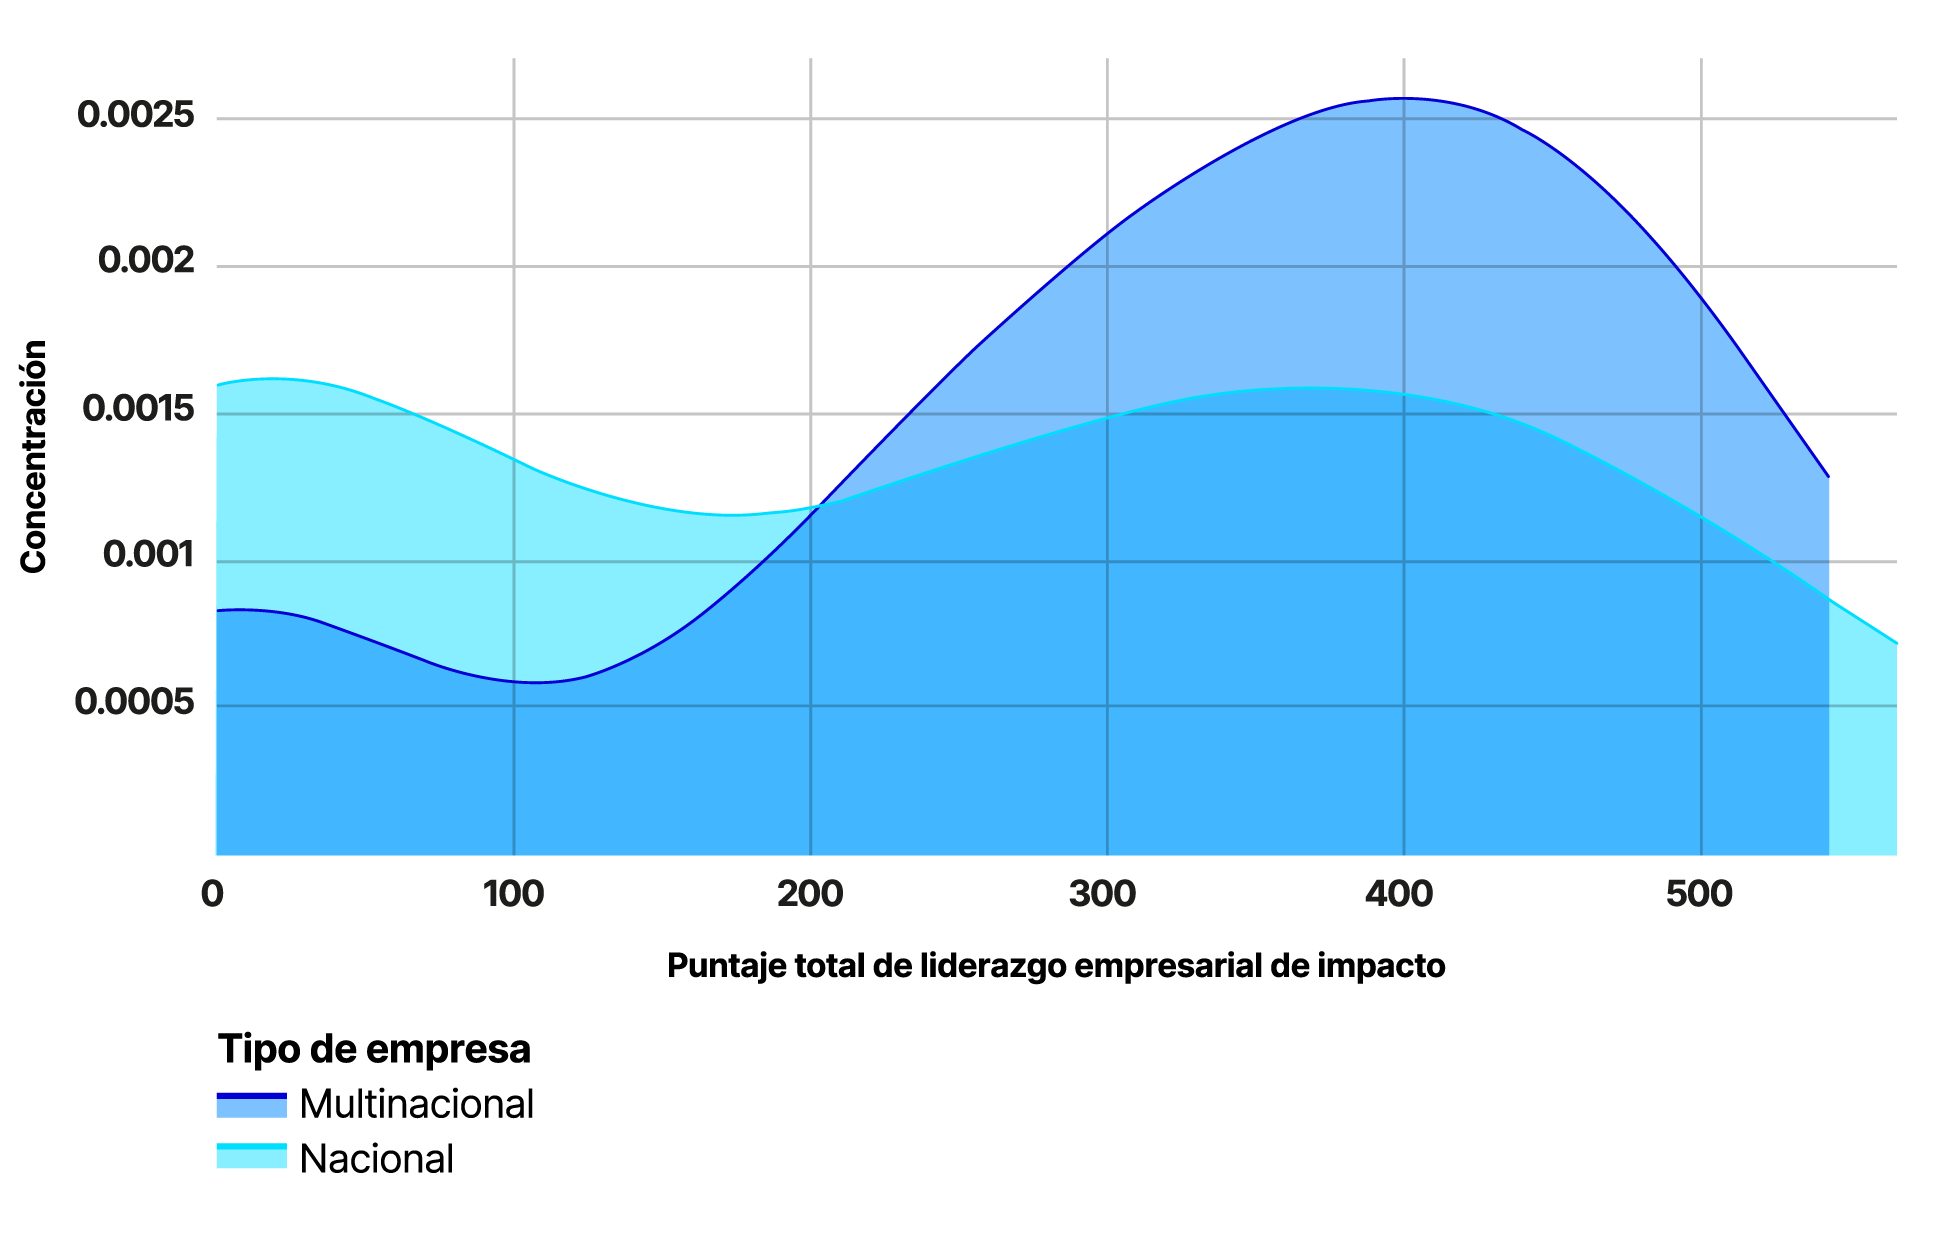 0.0025
0.002
0.0015
0.001
0.0005
Concentración
0 100 200 300 400 500
Puntaje total de liderazgo empresarial de impacto
Tipo de empresa
Multinacional
Nacional